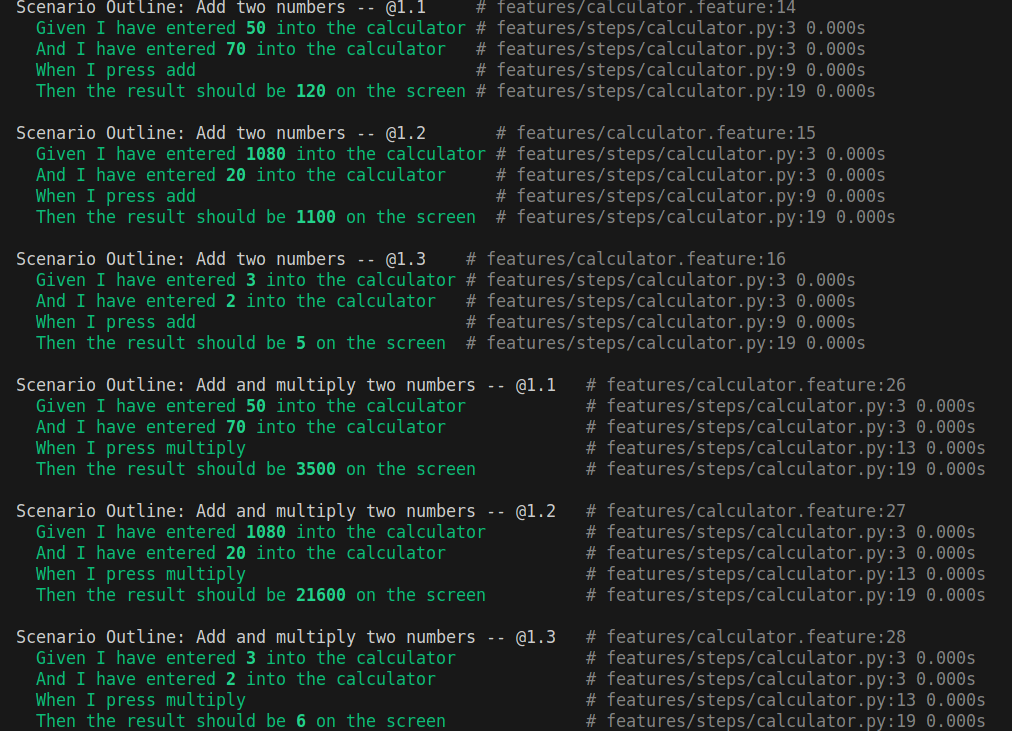 Scenario Outline: Add two numbers -- @1.1     # features/calculator.feature:14
  Given I have entered 50 into the calculator # features/steps/calculator.py:3 0.000s
  And I have entered 70 into the calculator   # features/steps/calculator.py:3 0.000s
  When I press add                            # features/steps/calculator.py:9 0.000s
  Then the result should be 120 on the screen # features/steps/calculator.py:19 0.000s

Scenario Outline: Add two numbers -- @1.2       # features/calculator.feature:15
  Given I have entered 1080 into the calculator # features/steps/calculator.py:3 0.000s
  And I have entered 20 into the calculator     # features/steps/calculator.py:3 0.000s
  When I press add                              # features/steps/calculator.py:9 0.000s
  Then the result should be 1100 on the screen  # features/steps/calculator.py:19 0.000s

Scenario Outline: Add two numbers -- @1.3    # features/calculator.feature:16
  Given I have entered 3 into the calculator # features/steps/calculator.py:3 0.000s
  And I have entered 2 into the calculator   # features/steps/calculator.py:3 0.000s
  When I press add                           # features/steps/calculator.py:9 0.000s
  Then the result should be 5 on the screen  # features/steps/calculator.py:19 0.000s

Scenario Outline: Add and multiply two numbers -- @1.1   # features/calculator.feature:26
  Given I have entered 50 into the calculator            # features/steps/calculator.py:3 0.000s
  And I have entered 70 into the calculator              # features/steps/calculator.py:3 0.000s
  When I press multiply                                  # features/steps/calculator.py:13 0.000s
  Then the result should be 3500 on the screen           # features/steps/calculator.py:19 0.000s

Scenario Outline: Add and multiply two numbers -- @1.2   # features/calculator.feature:27
  Given I have entered 1080 into the calculator          # features/steps/calculator.py:3 0.000s
  And I have entered 20 into the calculator              # features/steps/calculator.py:3 0.000s
  When I press multiply                                  # features/steps/calculator.py:13 0.000s
  Then the result should be 21600 on the screen          # features/steps/calculator.py:19 0.000s

Scenario Outline: Add and multiply two numbers -- @1.3   # features/calculator.feature:28
  Given I have entered 3 into the calculator             # features/steps/calculator.py:3 0.000s
  And I have entered 2 into the calculator               # features/steps/calculator.py:3 0.000s
  When I press multiply                                  # features/steps/calculator.py:13 0.000s
  Then the result should be 6 on the screen              # features/steps/calculator.py:19 0.000s